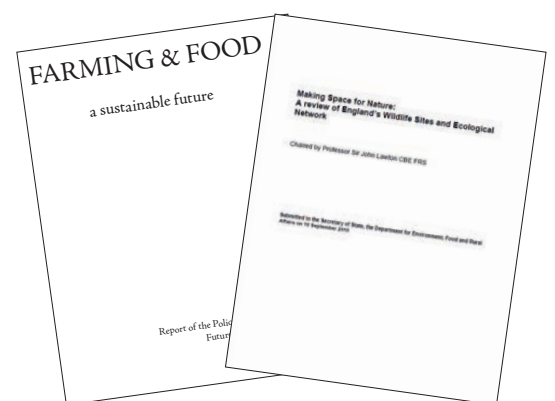 FARMING & FOOD
a sustainable future
Report of the Polic
Futur
Making Space for Nature:
A review of England's Wildlife Sites and Ecological
Network
Chaired by Professor Sir John Lawton CBE FRS
Submitted to the Secretary of State, the Department for Environment, Food and Rural
Affairs on 16 September 2010